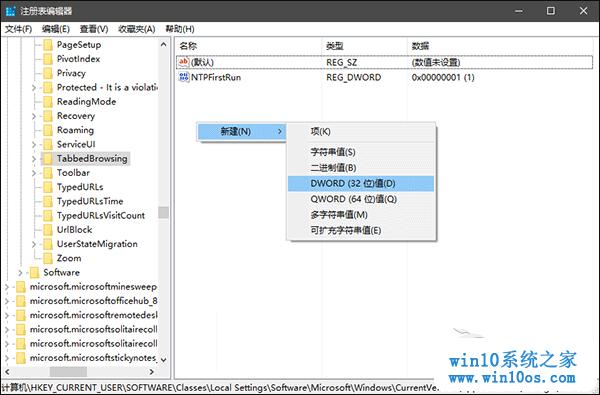 注册表编辑器
文件(F) 编辑(E) 查看(V) 收藏夹(A) 帮助(H)
PageSetup
PivotIndex
Privacy
Protected - It is a violatio
ReadingMode
Recovery
Roaming
ServiceUI
TabbedBrowsing
Toolbar
TypedURLs
TypedURLsTime
TypedURLsVisitCount
UrlBlock
UserStateMigration
Zoom
Software
microsoft.microsoftminesweep
microsoft.microsoftofficehub_8
microsoft.microsoftremotedesk
microsoft.microsoftsolitairecoll
microsoft.microsoftsolitairecoll
microsoft.microsoftstickynotes_
名称 类型 数据
(默认) REG_SZ (数值未设置)
NTPFirstRun REG_DWORD 0x00000001 (1)
新建(N)
项(K)
字符串值(S)
二进制值(B)
DWORD (32 位)值(D)
QWORD (64 位)值(Q)
多字符串值(M)
可扩充字符串值(E)
计算机\HKEY_CURRENT_USER\SOFTWARE\Classes\Local Settings\Software\Microsoft\Windows\CurrentVe
win10系统之家
www.win10os.com